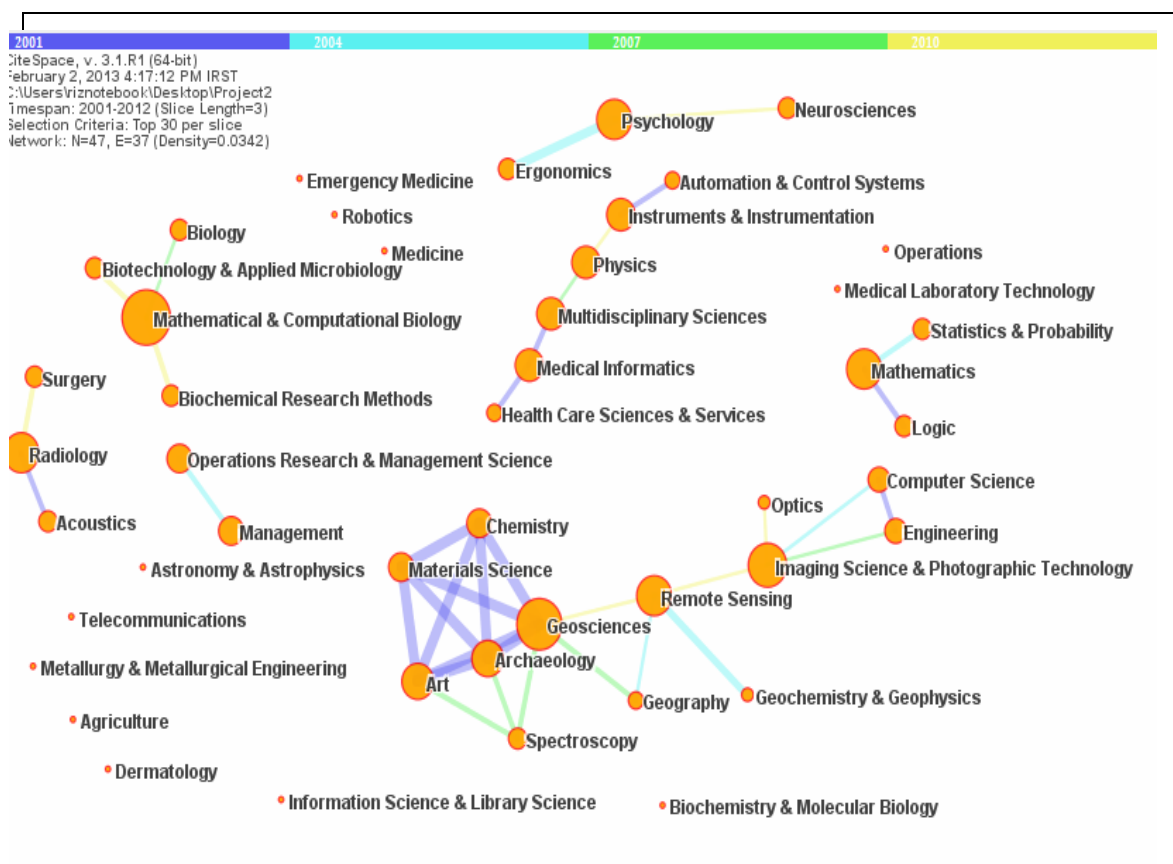 2001 2004 2007 2010
CiteSpace, v. 3.1.R1 (64-bit)
February 2, 2013 4:17:12 PM IRST
C:\Users\riznotebook\Desktop\Project2
Timespan: 2001-2012 (Slice Length=3)
Selection Criteria: Top 30 per slice
Network: N=47, E=37 (Density=0.0342)
Neurosciences
Psychology
Ergonomics
Emergency Medicine
Automation & Control Systems
Robotics
Instruments & Instrumentation
Biology
Medicine
Operations
Biotechnology & Applied Microbiology
Physics
Medical Laboratory Technology
Mathematical & Computational Biology
Multidisciplinary Sciences
Statistics & Probability
Surgery
Medical Informatics
Mathematics
Biochemical Research Methods
Health Care Sciences & Services
Logic
Radiology
Operations Research & Management Science
Computer Science
Optics
Acoustics
Management
Chemistry
Engineering
Astronomy & Astrophysics
Materials Science
Imaging Science & Photographic Technology
Remote Sensing
Telecommunications
Geosciences
Metallurgy & Metallurgical Engineering
Archaeology
Art
Geography
Geochemistry & Geophysics
Agriculture
Spectroscopy
Dermatology
Information Science & Library Science
Biochemistry & Molecular Biology